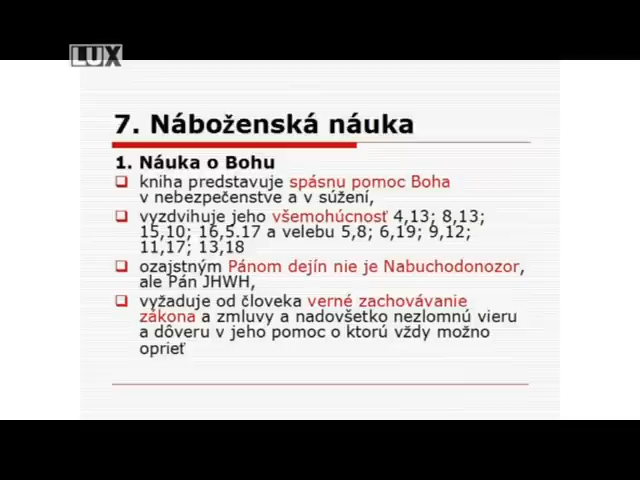 LUX
7. Náboženská náuka
1. Náuka o Bohu
kniha predstavuje spásnu pomoc Boha
v nebezpečenstve a v súžení,
vyzdvihuje jeho všemohúcnosť 4,13; 8,13;
15,10; 16,5.17 a velebu 5,8; 6,19; 9,12;
11,17; 13,18
ozajstným Pánom dejín nie je Nabuchodonozor,
ale Pán JHWH,
vyžaduje od človeka verné zachovávanie
zákona a zmluvy a nadovšetko nezlomnú vieru
a dôveru v jeho pomoc o ktorú vždy možno
oprieť